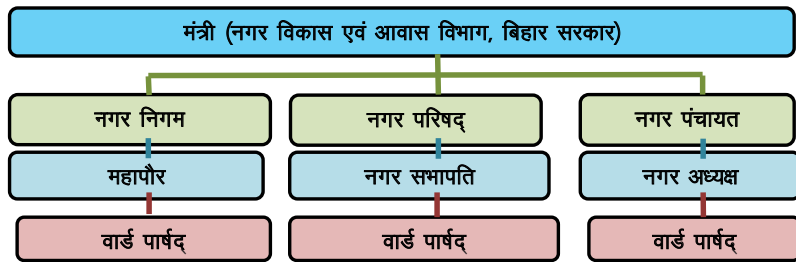 मंत्री (नगर विकास एवं आवास विभाग, बिहार सरकार)
नगर निगम
नगर परिषद्
नगर पंचायत
महापौर
नगर सभापति
नगर अध्यक्ष
वार्ड पार्षद्
वार्ड पार्षद्
वार्ड पार्षद्